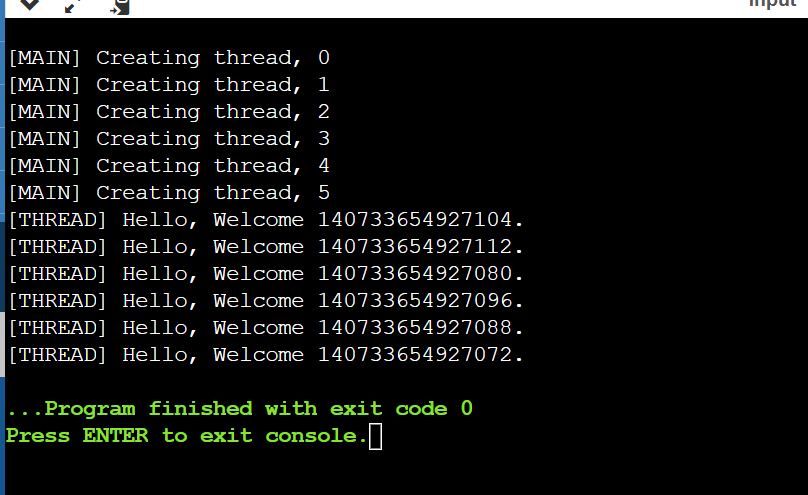 input
[MAIN] Creating thread, 0
[MAIN] Creating thread, 1
[MAIN] Creating thread, 2
[MAIN] Creating thread, 3
[MAIN] Creating thread, 4
[MAIN] Creating thread, 5
[THREAD] Hello, Welcome 140733654927104.
[THREAD] Hello, Welcome 140733654927112.
[THREAD] Hello, Welcome 140733654927080.
[THREAD] Hello, Welcome 140733654927096.
[THREAD] Hello, Welcome 140733654927088.
[THREAD] Hello, Welcome 140733654927072.
...Program finished with exit code 0
Press ENTER to exit console.